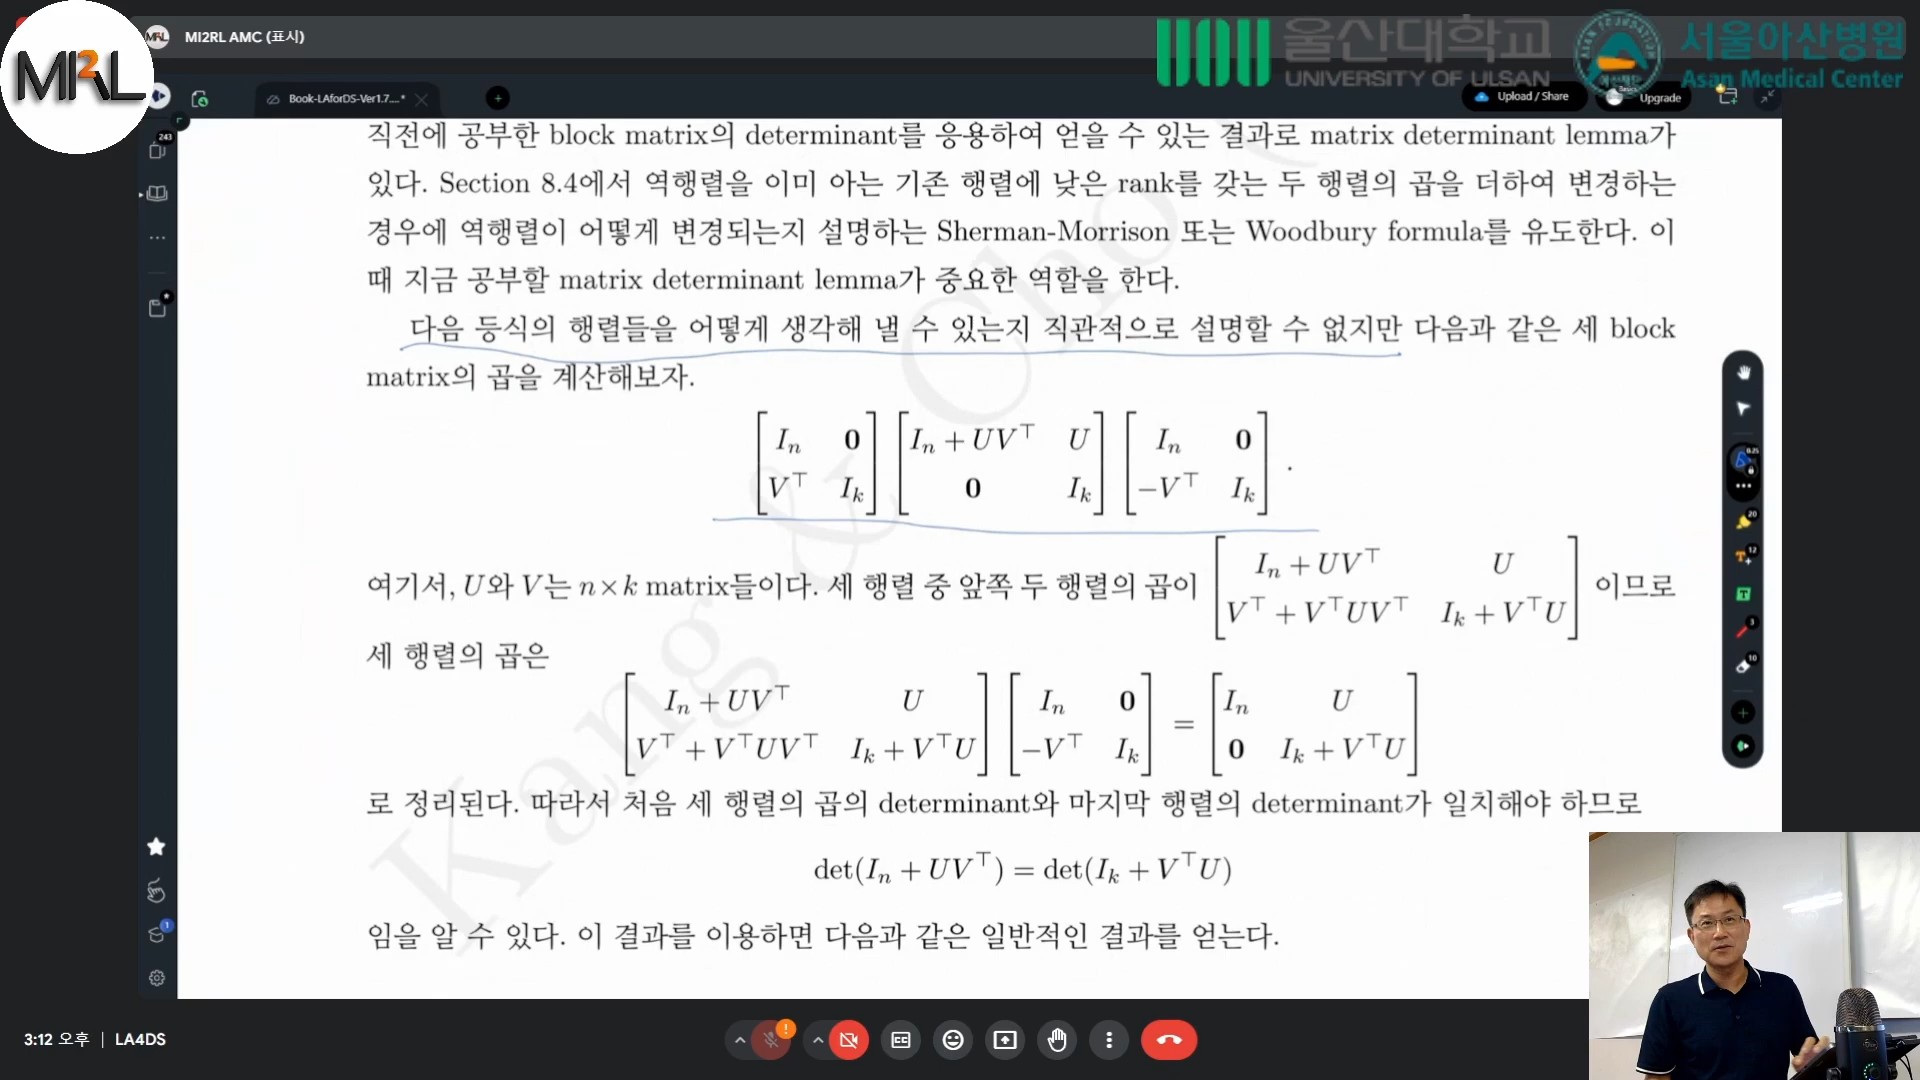 MI2RL
MI2RL AMC (표시)
울산대학교
UNIVERSITY OF ULSAN
서울아산병원
Asan Medical Center
Book-LAforDS-Ver1.7....*
Upload / Share
Upgrade
243
직전에 공부한 block matrix의 determinant를 응용하여 얻을 수 있는 결과로 matrix determinant lemma가
있다. Section 8.4에서 역행렬을 이미 아는 기존 행렬에 낮은 rank를 갖는 두 행렬의 곱을 더하여 변경하는
경우에 역행렬이 어떻게 변경되는지 설명하는 Sherman-Morrison 또는 Woodbury formula를 유도한다. 이
때 지금 공부할 matrix determinant lemma가 중요한 역할을 한다.
다음 등식의 행렬들을 어떻게 생각해 낼 수 있는지 직관적으로 설명할 수 없지만 다음과 같은 세 block
matrix의 곱을 계산해보자.
[I_n 0; V^⊤ I_k] [I_n + UV^⊤ U; 0 I_k] [I_n 0; −V^⊤ I_k] .
여기서, U와 V는 n×k matrix들이다. 세 행렬 중 앞쪽 두 행렬의 곱이 [I_n + UV^⊤ U; V^⊤ + V^⊤UV^⊤ I_k + V^⊤U] 이므로
세 행렬의 곱은
[I_n + UV^⊤ U; V^⊤ + V^⊤UV^⊤ I_k + V^⊤U] [I_n 0; −V^⊤ I_k] = [I_n U; 0 I_k + V^⊤U]
로 정리된다. 따라서 처음 세 행렬의 곱의 determinant와 마지막 행렬의 determinant가 일치해야 하므로
det(I_n + UV^⊤) = det(I_k + V^⊤U)
임을 알 수 있다. 이 결과를 이용하면 다음과 같은 일반적인 결과를 얻는다.
Kang & Cho
3:12 오후 | LA4DS